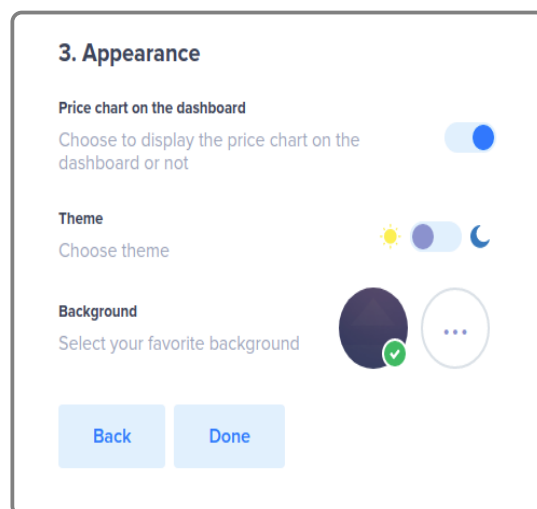 3. Appearance
Price chart on the dashboard
Choose to display the price chart on the
dashboard or not
Theme
Choose theme
Background
Select your favorite background
...
Back
Done